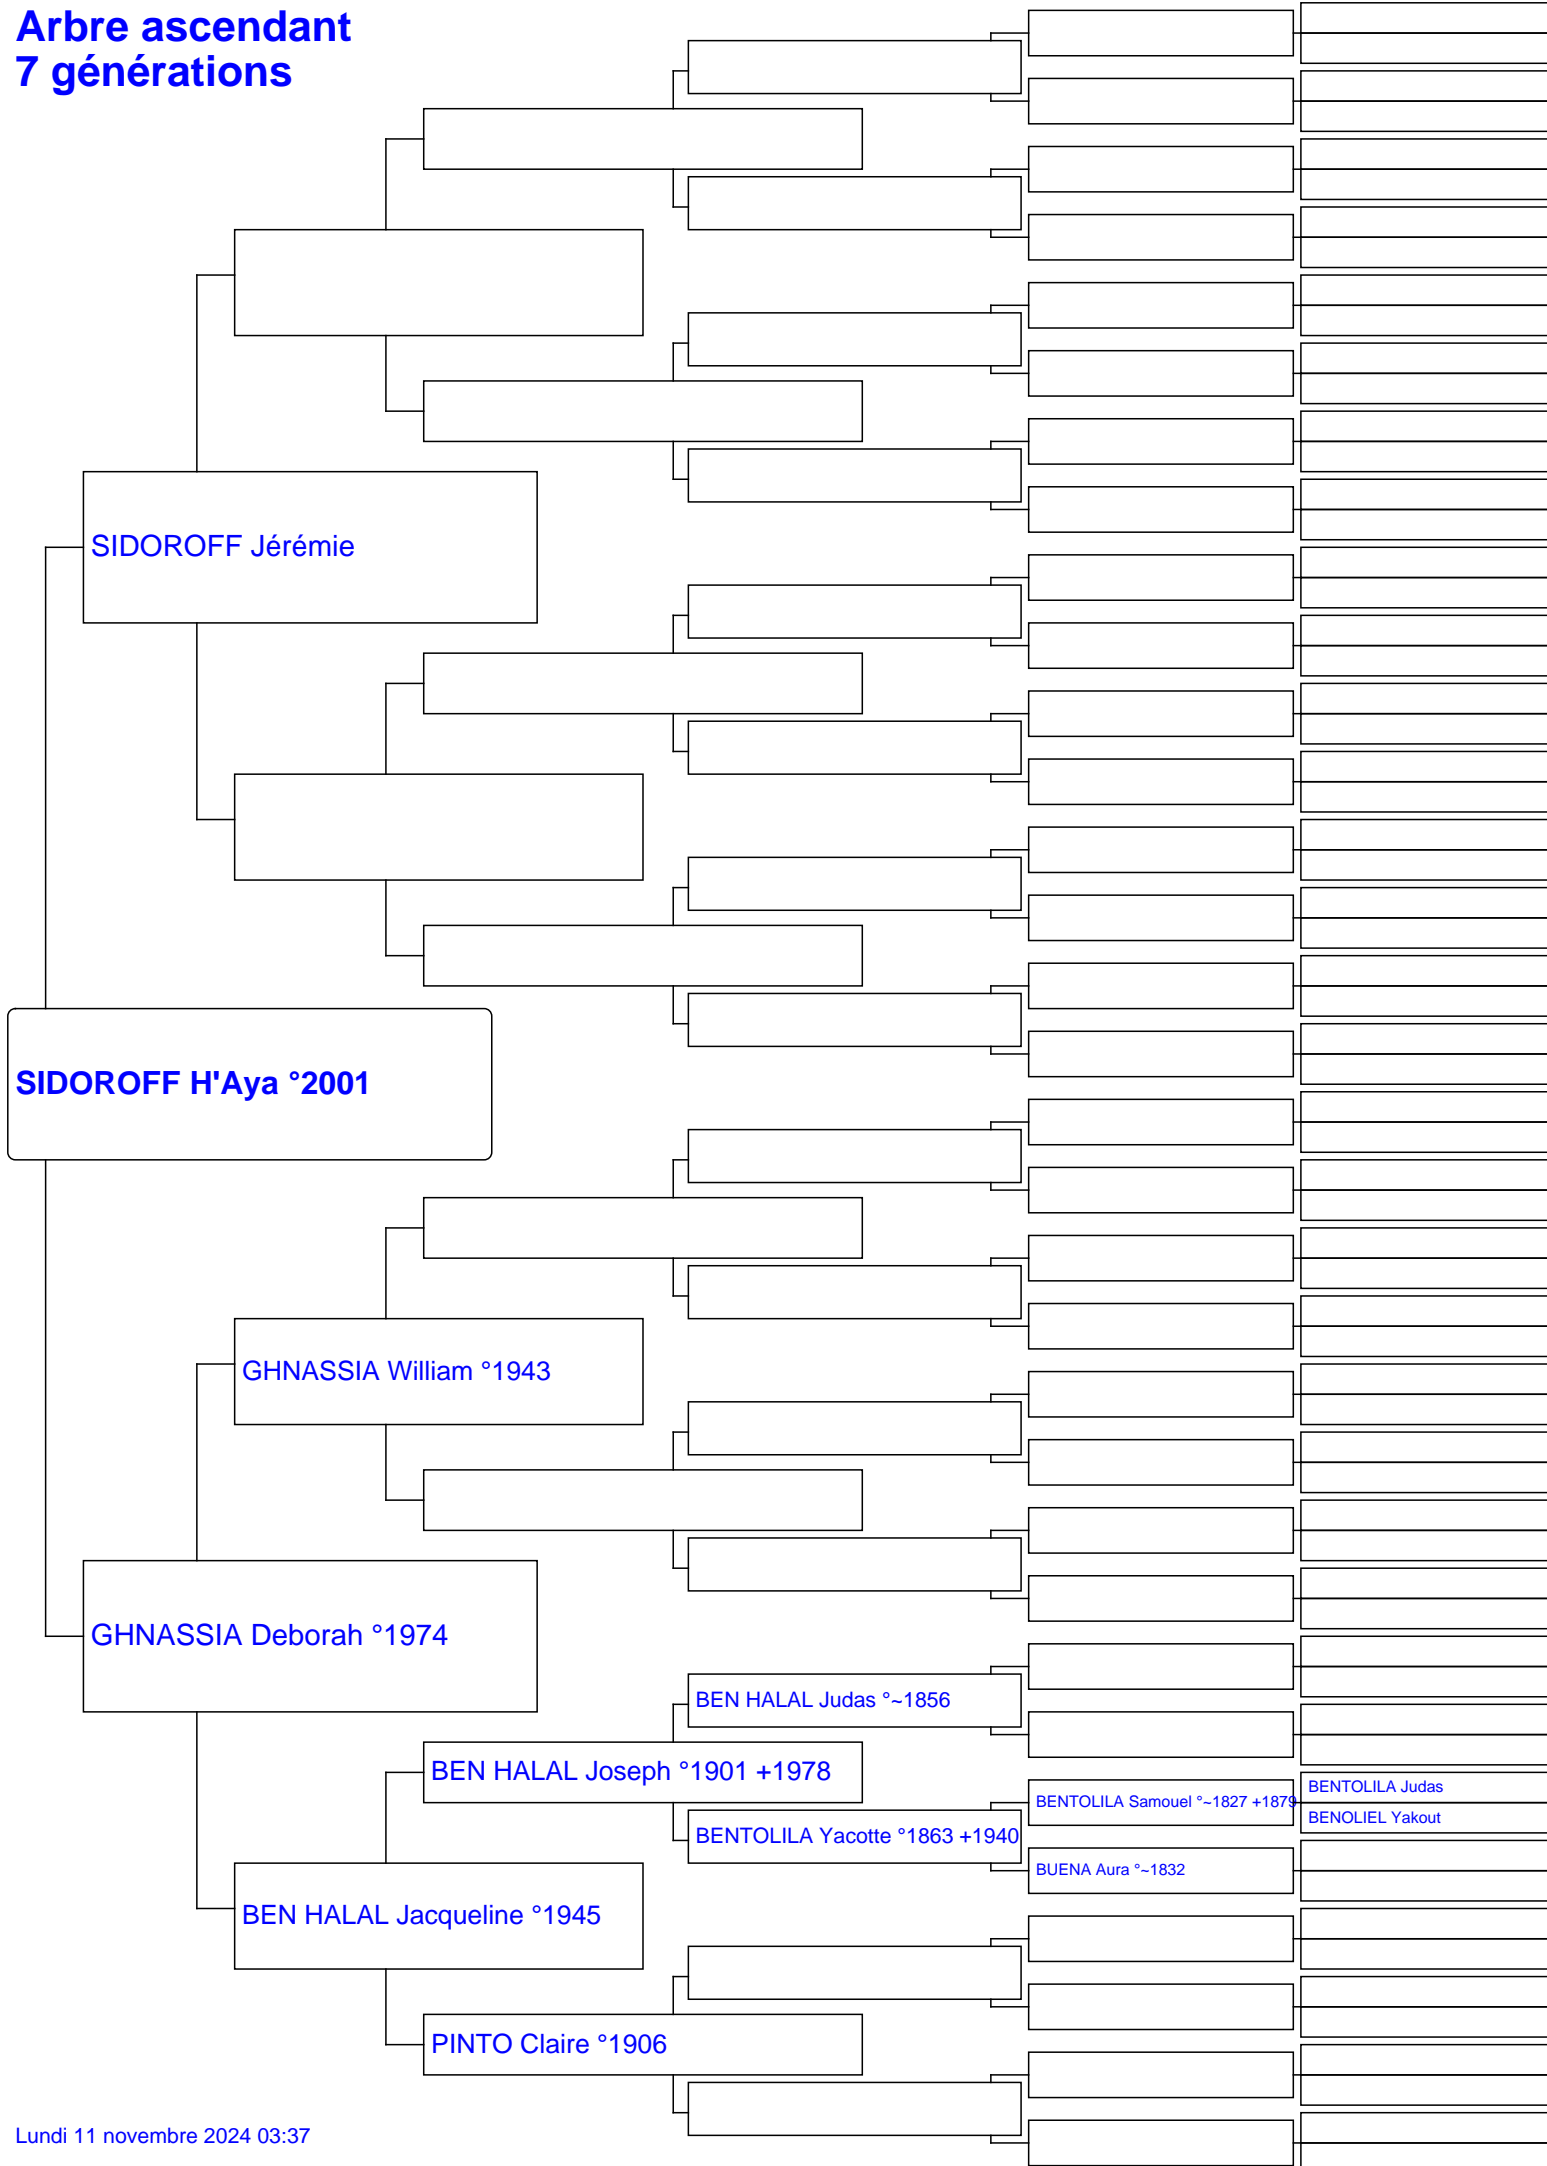 Arbre ascendant
7 générations
SIDOROFF Jérémie
SIDOROFF H'Aya °2001
GHNASSIA William °1943
GHNASSIA Deborah °1974
BEN HALAL Judas °~1856
BEN HALAL Joseph °1901 +1978
BENTOLILA Judas
BENTOLILA Samouel °~1827 +1879
BENOLIEL Yakout
BENTOLILA Yacotte °1863 +1940
BUENA Aura °~1832
BEN HALAL Jacqueline °1945
PINTO Claire °1906
Lundi 11 novembre 2024 03:37